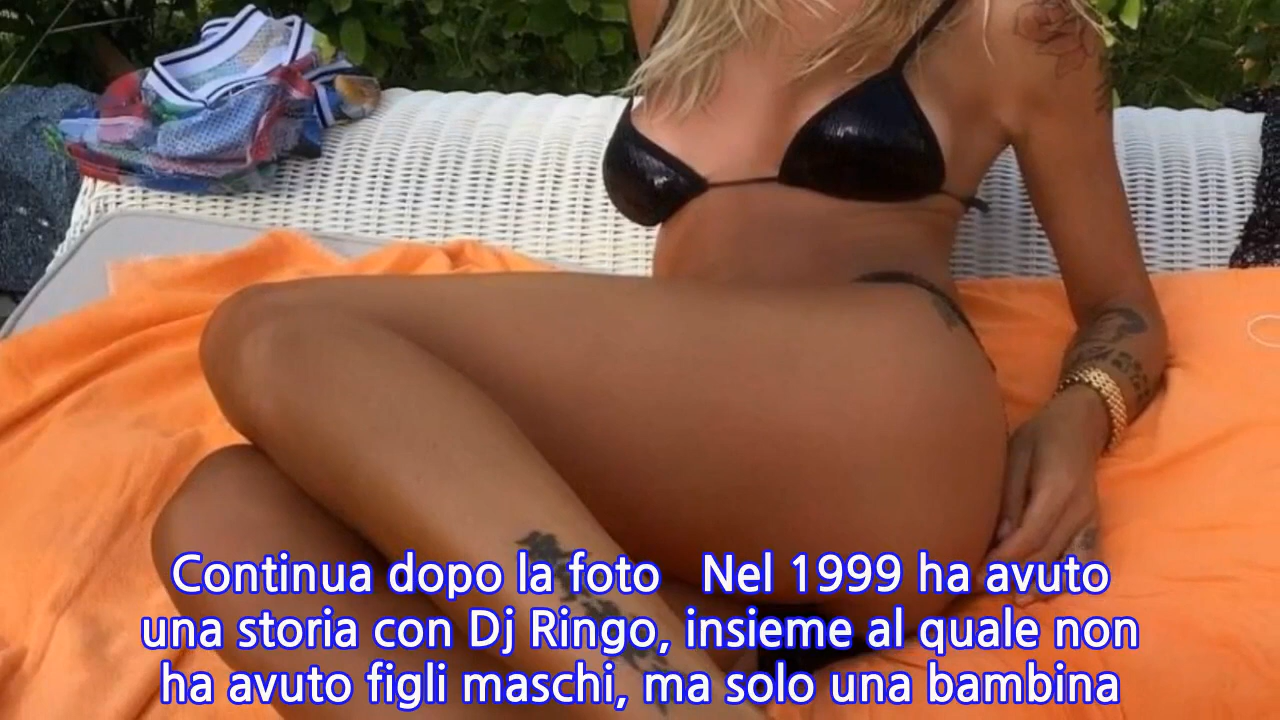 Continua dopo la foto   Nel 1999 ha avuto
una storia con Dj Ringo, insieme al quale non
ha avuto figli maschi, ma solo una bambina